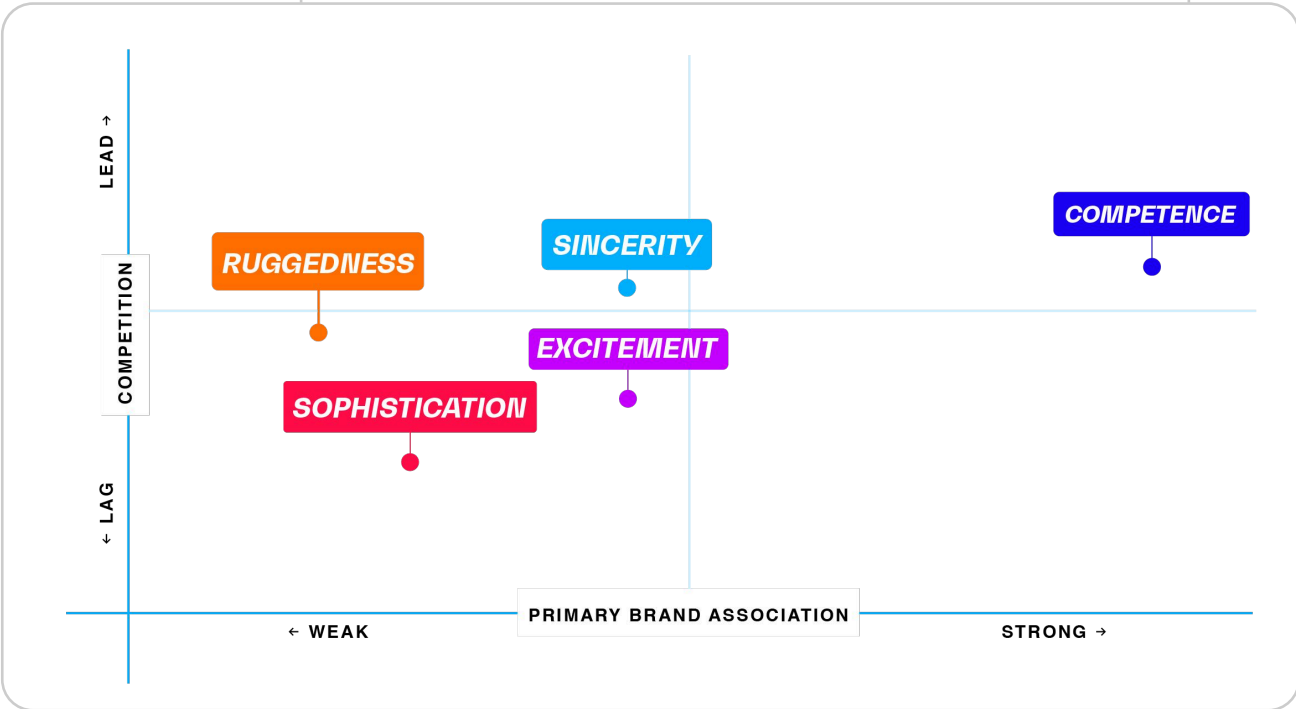 LEAD →
COMPETENCE
SINCERITY
RUGGEDNESS
COMPETITION
EXCITEMENT
SOPHISTICATION
← LAG
PRIMARY BRAND ASSOCIATION
← WEAK
STRONG →